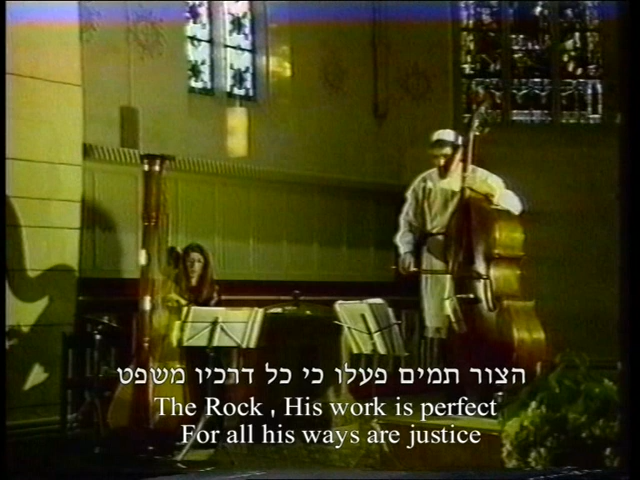 הצור תמים פעלו כי כל דרכיו משפט
The Rock , His work is perfect
For all his ways are justice